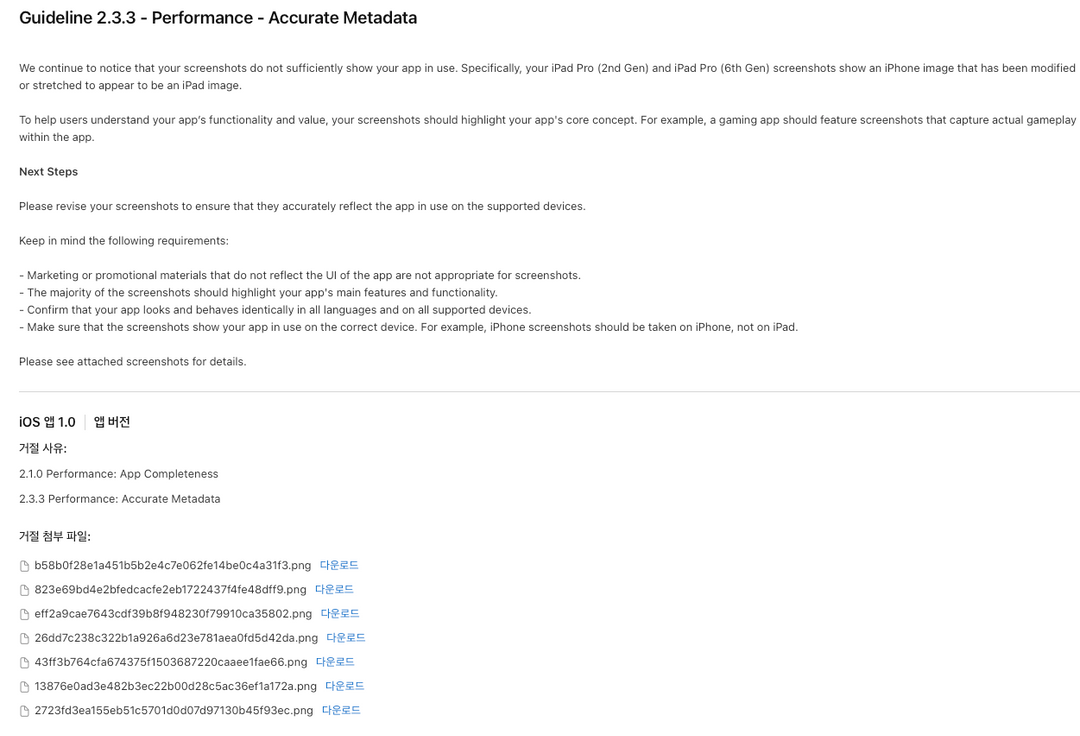 Guideline 2.3.3 - Performance - Accurate Metadata
We continue to notice that your screenshots do not sufficiently show your app in use. Specifically, your iPad Pro (2nd Gen) and iPad Pro (6th Gen) screenshots show an iPhone image that has been modified
or stretched to appear to be an iPad image.
To help users understand your app's functionality and value, your screenshots should highlight your app's core concept. For example, a gaming app should feature screenshots that capture actual gameplay
within the app.
Next Steps
Please revise your screenshots to ensure that they accurately reflect the app in use on the supported devices.
Keep in mind the following requirements:
- Marketing or promotional materials that do not reflect the UI of the app are not appropriate for screenshots.
- The majority of the screenshots should highlight your app's main features and functionality.
- Confirm that your app looks and behaves identically in all languages and on all supported devices.
- Make sure that the screenshots show your app in use on the correct device. For example, iPhone screenshots should be taken on iPhone, not on iPad.
Please see attached screenshots for details.
iOS 앱 1.0 앱 버전
거절 사유:
2.1.0 Performance: App Completeness
2.3.3 Performance: Accurate Metadata
거절 첨부 파일:
b58b0f28e1a451b5b2e4c7e062fe14be0c4a31f3.png 다운로드
823e69bd4e2bfedcacfe2eb1722437f4fe48dff9.png 다운로드
eff2a9cae7643cdf39b8f948230f79910ca35802.png 다운로드
26dd7c238c322b1a926a6d23e781aea0fd5d42da.png 다운로드
43ff3b764cfa674375f1503687220caaee1fae66.png 다운로드
13876e0ad3e482b3ec22b00d28c5ac36ef1a172a.png 다운로드
2723fd3ea155eb51c5701d0d07d97130b45f93ec.png 다운로드